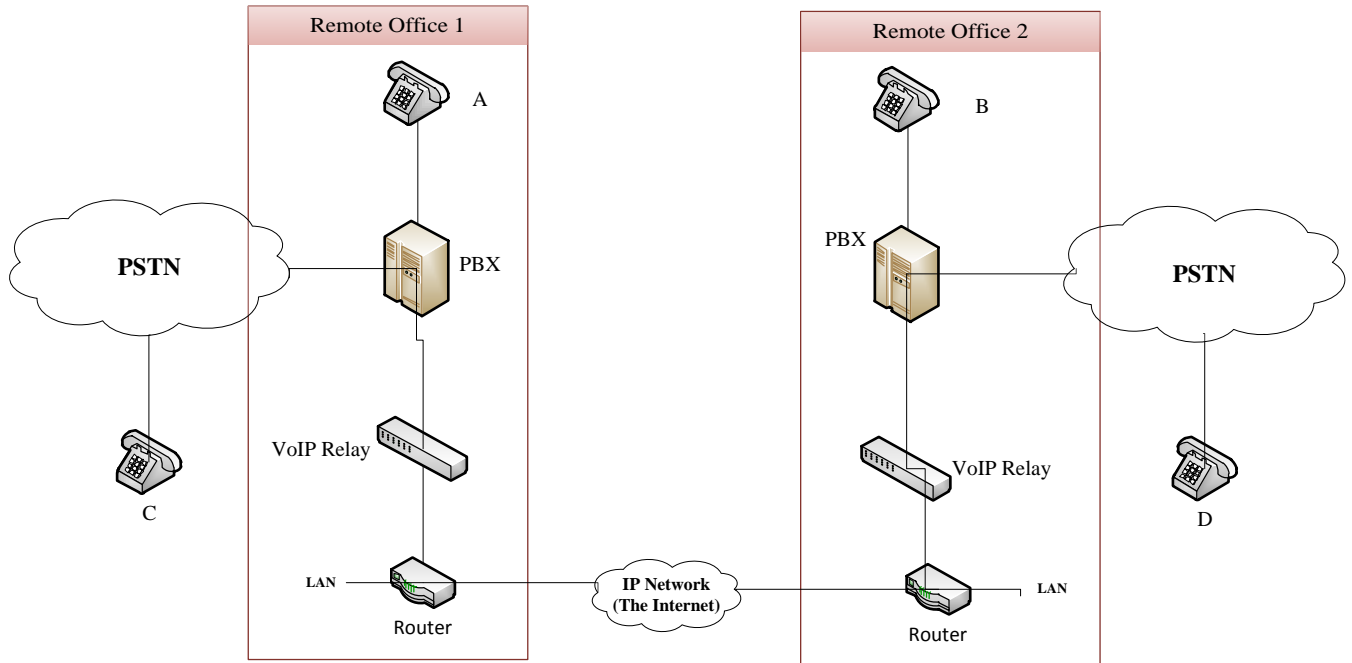 Remote Office 1
Remote Office 2
A
B
PSTN
PBX
PBX
PSTN
VoIP Relay
VoIP Relay
C
D
LAN
IP Network
(The Internet)
LAN
Router
Router